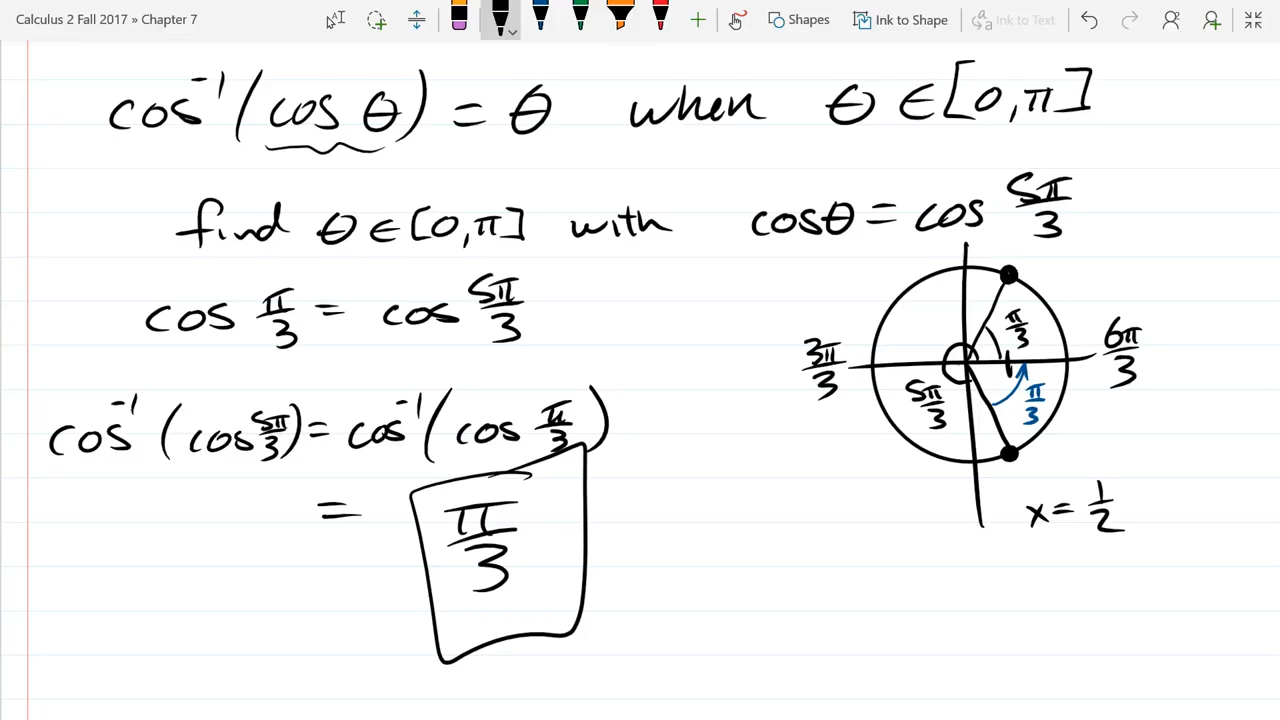 Calculus 2 Fall 2017 » Chapter 7
Shapes
Ink to Shape
Ink to Text
cos⁻¹(cos θ) = θ when θ ∈ [0, π]
find θ ∈ [0, π] with cosθ = cos 5π/3
cos π/3 = cos 5π/3
cos⁻¹(cos 5π/3) = cos⁻¹(cos π/3)
= π/3
π/3
3π/3
6π/3
5π/3
π/3
x = 1/2